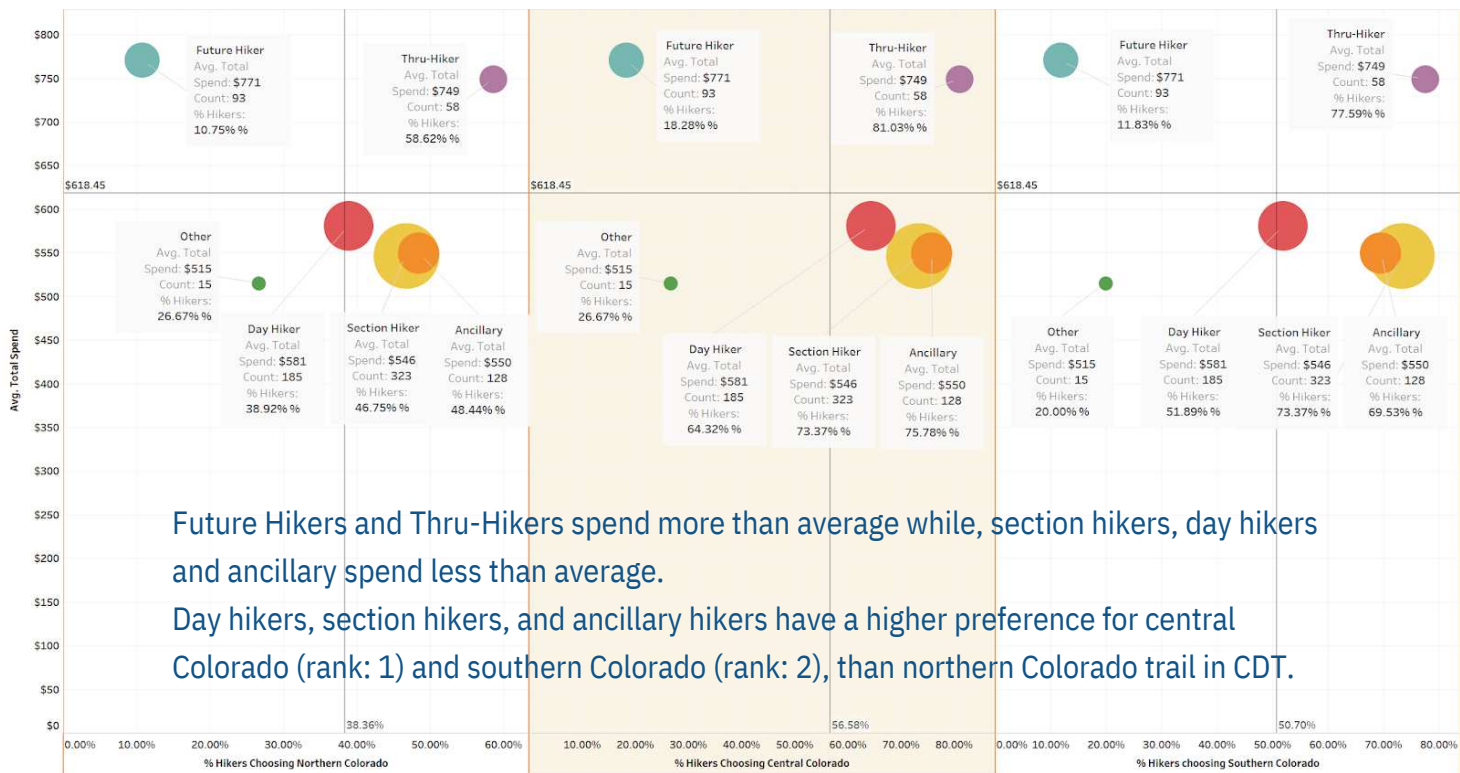 $800
$750
$700
$650
$600
$550
$500
$450
$400
$350
$300
$250
$200
$150
$100
$50
$0
Avg. Total Spend
Future Hiker
Avg. Total
Spend: $771
Count: 93
% Hikers:
10.75% %
Thru-Hiker
Avg. Total
Spend: $749
Count: 58
% Hikers:
58.62% %
$618.45
Other
Avg. Total
Spend: $515
Count: 15
% Hikers:
26.67% %
Day Hiker
Avg. Total
Spend: $581
Count: 185
% Hikers:
38.92% %
Section Hiker
Avg. Total
Spend: $546
Count: 323
% Hikers:
46.75% %
Ancillary
Avg. Total
Spend: $550
Count: 128
% Hikers:
48.44% %
Future Hiker
Avg. Total
Spend: $771
Count: 93
% Hikers:
18.28% %
Thru-Hiker
Avg. Total
Spend: $749
Count: 58
% Hikers:
81.03% %
$618.45
Other
Avg. Total
Spend: $515
Count: 15
% Hikers:
26.67% %
Day Hiker
Avg. Total
Spend: $581
Count: 185
% Hikers:
64.32% %
Section Hiker
Avg. Total
Spend: $546
Count: 323
% Hikers:
73.37% %
Ancillary
Avg. Total
Spend: $550
Count: 128
% Hikers:
75.78% %
Future Hiker
Avg. Total
Spend: $771
Count: 93
% Hikers:
11.83% %
Thru-Hiker
Avg. Total
Spend: $749
Count: 58
% Hikers:
77.59% %
$618.45
Other
Avg. Total
Spend: $515
Count: 15
% Hikers:
20.00% %
Day Hiker
Avg. Total
Spend: $581
Count: 185
% Hikers:
51.89% %
Section Hiker
Avg. Total
Spend: $546
Count: 323
% Hikers:
73.37% %
Ancillary
Avg. Total
Spend: $550
Count: 128
% Hikers:
69.53% %
Future Hikers and Thru-Hikers spend more than average while, section hikers, day hikers
and ancillary spend less than average.
Day hikers, section hikers, and ancillary hikers have a higher preference for central
Colorado (rank: 1) and southern Colorado (rank: 2), than northern Colorado trail in CDT.
38.36%
56.58%
50.70%
0.00% 10.00% 20.00% 30.00% 40.00% 50.00% 60.00%
10.00% 20.00% 30.00% 40.00% 50.00% 60.00% 70.00% 80.00%
0.00% 10.00% 20.00% 30.00% 40.00% 50.00% 60.00% 70.00% 80.00%
% Hikers Choosing Northern Colorado
% Hikers Choosing Central Colorado
% Hikers choosing Southern Colorado